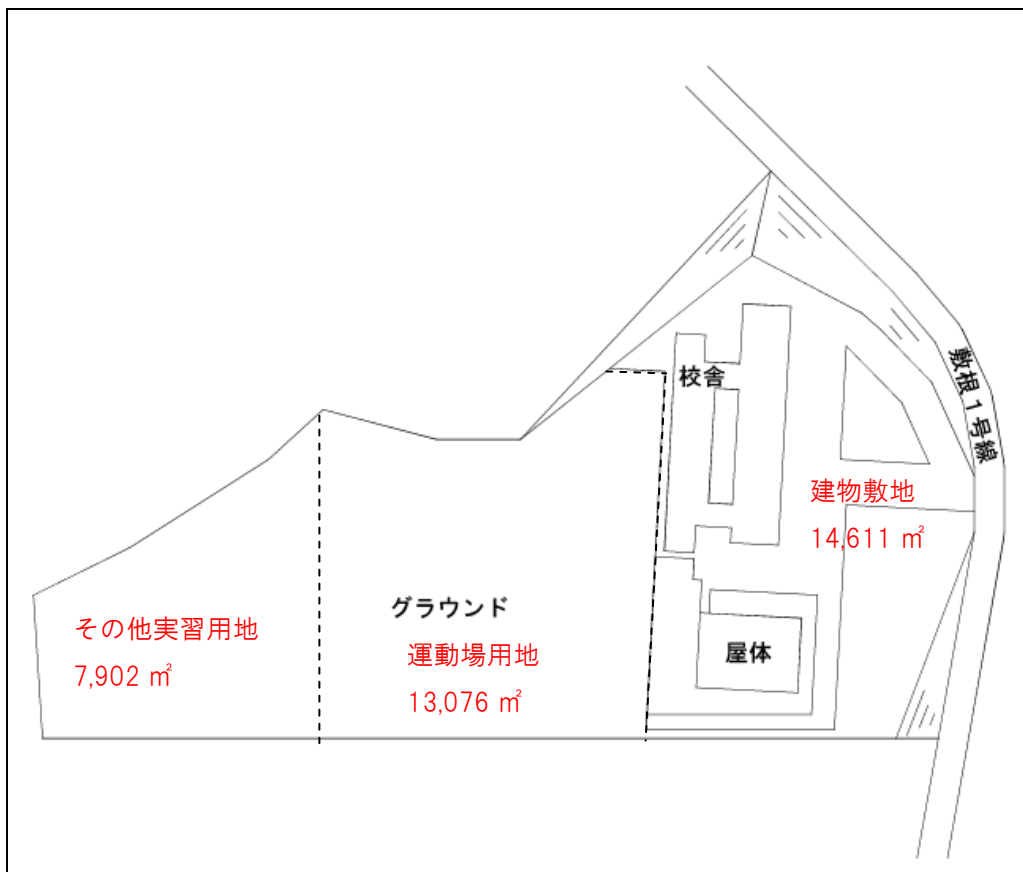 敷根1号線
校舎
建物敷地
14,611 ㎡
グラウンド
その他実習用地
7,902 ㎡
運動場用地
13,076 ㎡
屋体